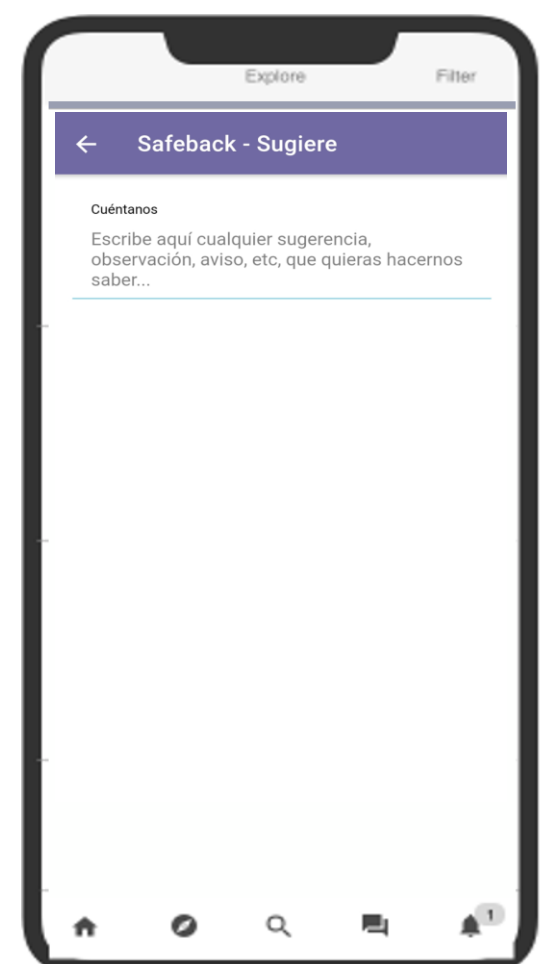 Explore
Filter
Safeback - Sugiere
Cuéntanos
Escribe aquí cualquier sugerencia,
observación, aviso, etc, que quieras hacernos
saber...
1